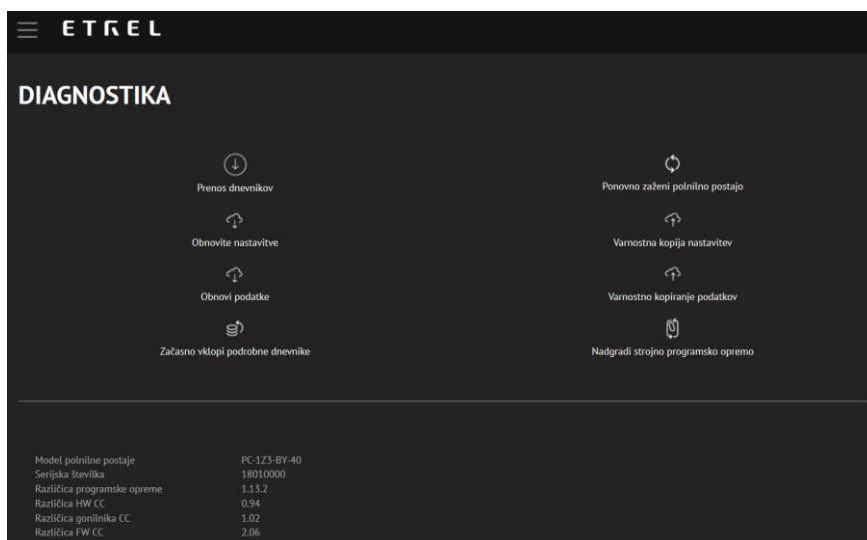 ETREL
DIAGNOSTIKA
Prenos dnevnikov
Ponovno zaženi polnilno postajo
Obnovite nastavitve
Varnostna kopija nastavitev
Obnovi podatke
Varnostno kopiranje podatkov
Začasno vklopi podrobne dnevnike
Nadgradi strojno programsko opremo
Model polnilne postaje PC-1Z3-BY-40
Serijska številka 18010000
Različica programske opreme 1.13.2
Različica HW CC 0.94
Različica gonilnika CC 1.02
Različica FW CC 2.06